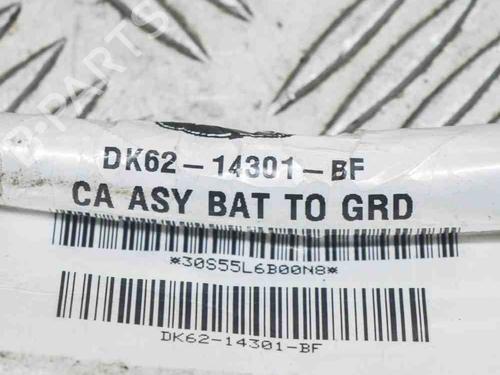 B-PARTS
DK62-14301-BF
CA ASY BAT TO GRD
*30S55L6B00N8*
DK62-14301-BF